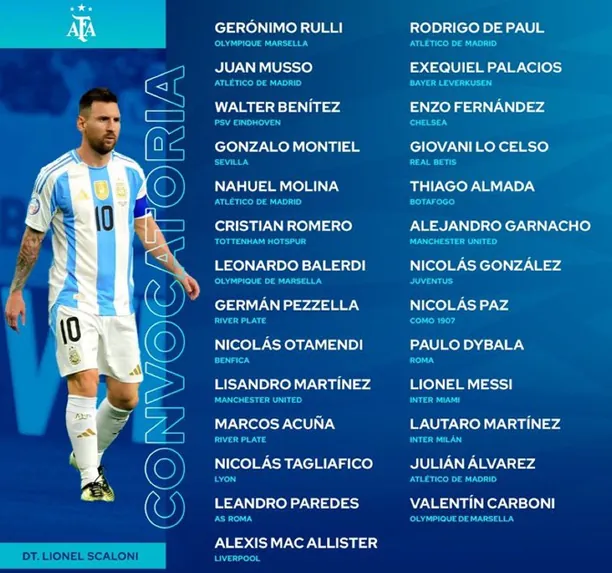 AFA
10
10
DT. LIONEL SCALONI
CONVOCATORIA
GERÓNIMO RULLI
OLYMPIQUE MARSELLA
JUAN MUSSO
ATLÉTICO DE MADRID
WALTER BENÍTEZ
PSV EINDHOVEN
GONZALO MONTIEL
SEVILLA
NAHUEL MOLINA
ATLÉTICO DE MADRID
CRISTIAN ROMERO
TOTTENHAM HOTSPUR
LEONARDO BALERDI
OLYMPIQUE DE MARSELLA
GERMÁN PEZZELLA
RIVER PLATE
NICOLÁS OTAMENDI
BENFICA
LISANDRO MARTÍNEZ
MANCHESTER UNITED
MARCOS ACUÑA
RIVER PLATE
NICOLÁS TAGLIAFICO
LYON
LEANDRO PAREDES
AS ROMA
ALEXIS MAC ALLISTER
LIVERPOOL
RODRIGO DE PAUL
ATLÉTICO DE MADRID
EXEQUIEL PALACIOS
BAYER LEVERKUSEN
ENZO FERNÁNDEZ
CHELSEA
GIOVANI LO CELSO
REAL BETIS
THIAGO ALMADA
BOTAFOGO
ALEJANDRO GARNACHO
MANCHESTER UNITED
NICOLÁS GONZÁLEZ
JUVENTUS
NICOLÁS PAZ
COMO 1907
PAULO DYBALA
ROMA
LIONEL MESSI
INTER MIAMI
LAUTARO MARTÍNEZ
INTER MILÁN
JULIÁN ÁLVAREZ
ATLÉTICO DE MADRID
VALENTÍN CARBONI
OLYMPIQUE DE MARSELLA